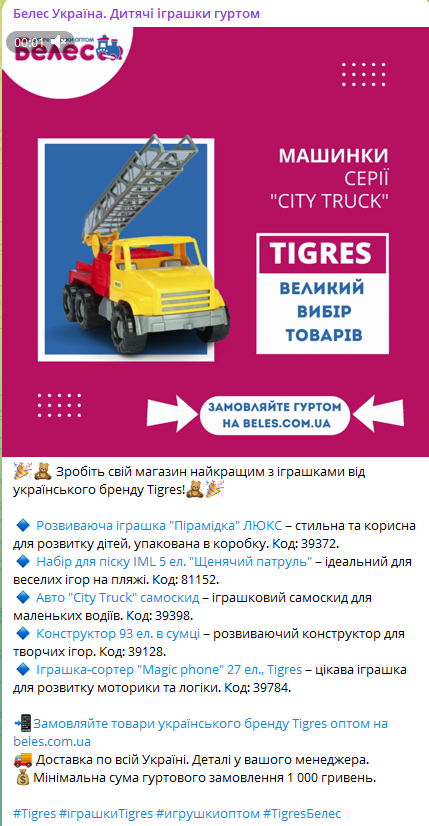 Белес Україна. Дитячі іграшки гуртом
00:01
ОПТОМ
Белес
МАШИНКИ
СЕРІЇ
"CITY TRUCK"
TIGRES
ВЕЛИКИЙ
ВИБІР
ТОВАРІВ
ЗАМОВЛЯЙТЕ ГУРТОМ
НА BELES.COM.UA
🎉🧸 Зробіть свій магазин найкращим з іграшками від
українського бренду Tigres!🧸🎉
🔹 Розвиваюча іграшка "Пірамідка" ЛЮКС – стильна та корисна
для розвитку дітей, упакована в коробку. Код: 39372.
🔹 Набір для піску IML 5 ел. "Щенячий патруль" – ідеальний для
веселих ігор на пляжі. Код: 81152.
🔹 Авто "City Truck" самоскид – іграшковий самоскид для
маленьких водіїв. Код: 39398.
🔹 Конструктор 93 ел. в сумці – розвиваючий конструктор для
творчих ігор. Код: 39128.
🔹 Іграшка-сортер "Magic phone" 27 ел., Tigres – цікава іграшка
для розвитку моторики та логіки. Код: 39784.
📲Замовляйте товари українського бренду Tigres оптом на
beles.com.ua
🚚 Доставка по всій Україні. Деталі у вашого менеджера.
💰 Мінімальна сума гуртового замовлення 1 000 гривень.
#Tigres #іграшкиTigres #игрушкиоптом #TigresБелес